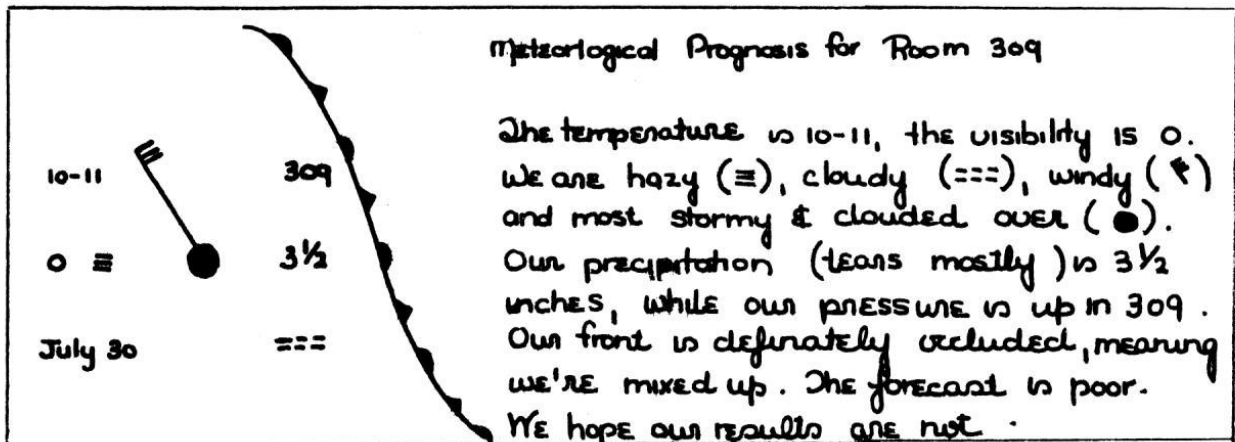 Meteorlogical Prognosis for Room 309
The temperature is 10-11, the visibility is 0.
We are hazy (≡), cloudy (===), windy ( )
and most stormy & clouded over (●).
Our precipitation (tears mostly) is 3½
inches, while our pressure is up in 309.
Our front is definately occluded, meaning
we're mixed up. The forecast is poor.
We hope our results are not.
10-11 309
0 ≡ 3½
July 30 ===